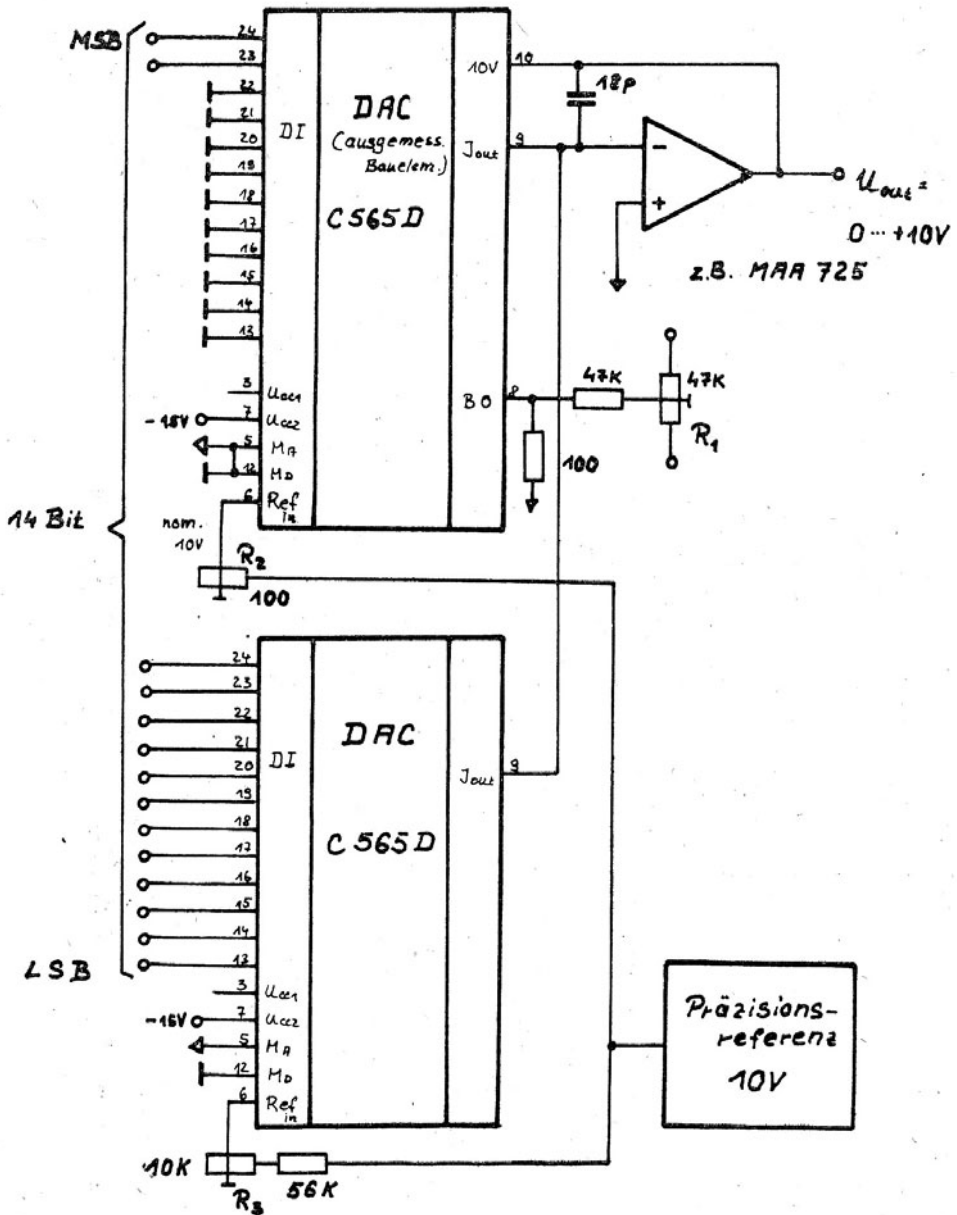 MSB
24
23
22
21
20
19
18
17
16
15
14
13
DI
DAC
(ausgemess.
Bauelem.)
C565D
10V
10
Jout
9
18p
−
+
Uout=
0...+10V
z.B. MAA 725
3 Ucc1
-15V 7 Ucc2
5 MA
12 MD
6 Ref
in
nom.
10V
BO
8
47K
47K
R1
100
14 Bit
R2
100
24
23
22
21
20
19
18
17
16
15
14
13
DI
DAC
C565D
Jout
9
LSB
3 Ucc1
-15V 7 Ucc2
5 MA
12 MD
6 Ref
in
10K
R3
56K
Präzisions-
referenz
10V